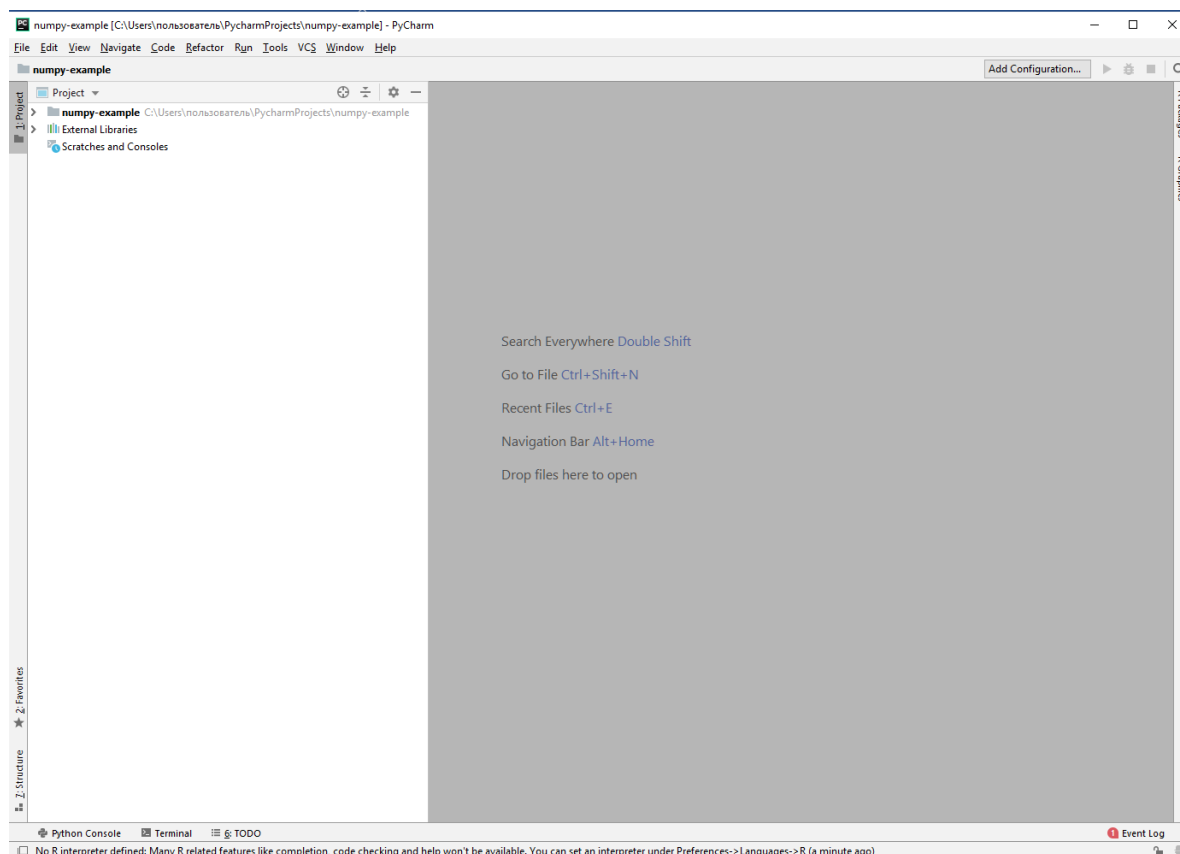 numpy-example [C:\Users\пользователь\PycharmProjects\numpy-example] - PyCharm
File Edit View Navigate Code Refactor Run Tools VCS Window Help
numpy-example
Add Configuration...
1: Project
Project
numpy-example C:\Users\пользователь\PycharmProjects\numpy-example
External Libraries
Scratches and Consoles
Search Everywhere Double Shift
Go to File Ctrl+Shift+N
Recent Files Ctrl+E
Navigation Bar Alt+Home
Drop files here to open
2: Favorites
Z: Structure
Python Console Terminal 6: TODO
1 Event Log
No R interpreter defined: Many R related features like completion, code checking and help won't be available. You can set an interpreter under Preferences->Languages->R (a minute ago)